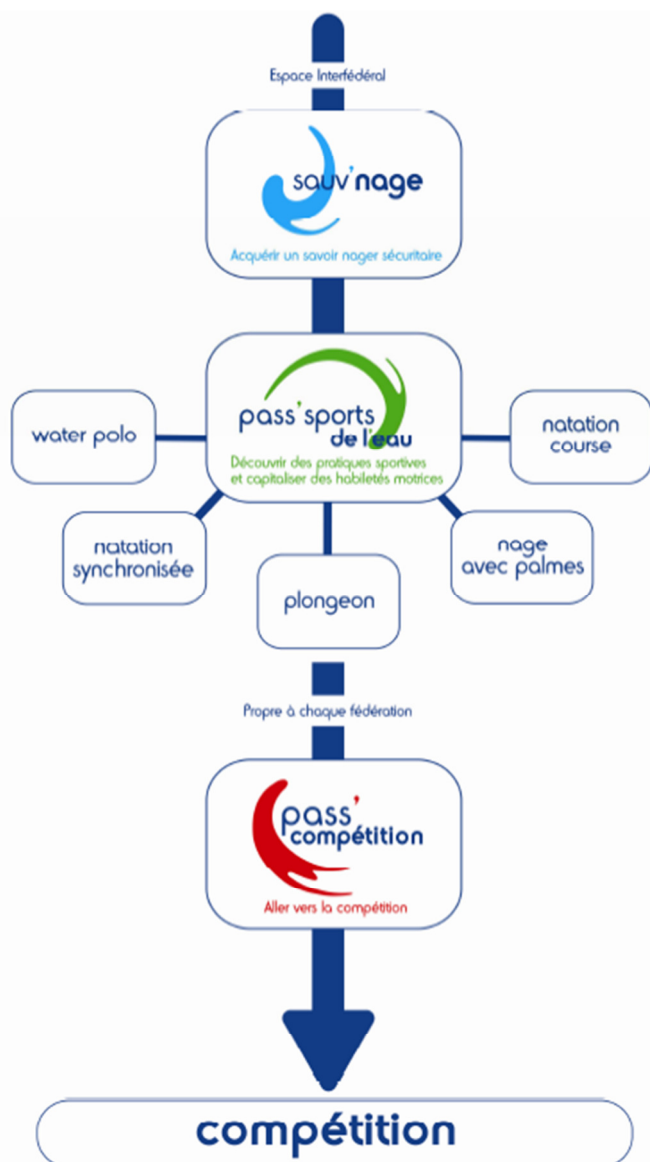 Espace Interfédéral
sauv'nage
Acquérir un savoir nager sécuritaire
pass'sports
de l'eau
Découvrir des pratiques sportives
et capitaliser des habiletés motrices
water polo
natation
course
natation
synchronisée
nage
avec palmes
plongeon
Propre à chaque fédération
pass'
compétition
Aller vers la compétition
compétition